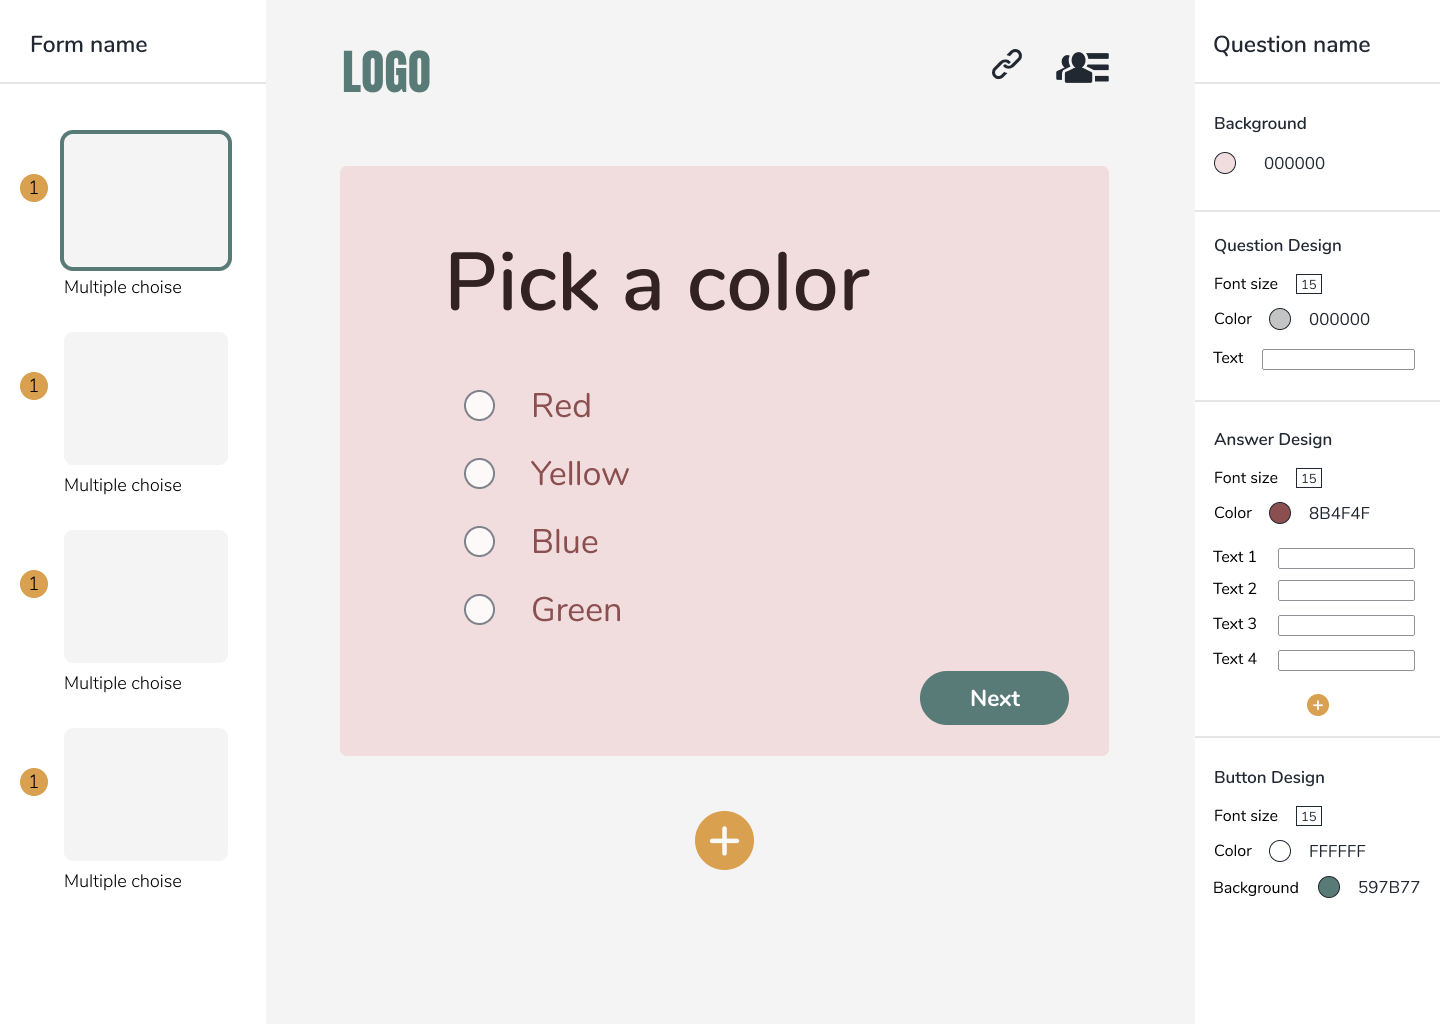 Form name
1
Multiple choise
1
Multiple choise
1
Multiple choise
1
Multiple choise
LOGO
Pick a color
Red
Yellow
Blue
Green
Next
Question name
Background
000000
Question Design
Font size 15
Color 000000
Text
Answer Design
Font size 15
Color 8B4F4F
Text 1
Text 2
Text 3
Text 4
Button Design
Font size 15
Color FFFFFF
Background 597B77